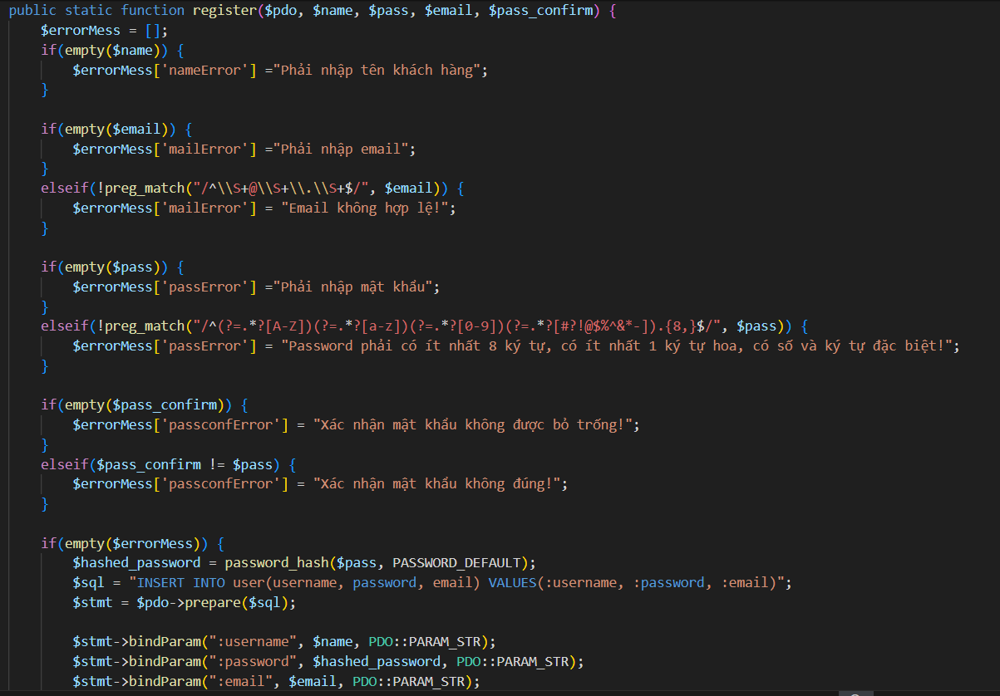 public static function register($pdo, $name, $pass, $email, $pass_confirm) {
    $errorMess = [];
    if(empty($name)) {
        $errorMess['nameError'] ="Phải nhập tên khách hàng";
    }

    if(empty($email)) {
        $errorMess['mailError'] ="Phải nhập email";
    }
    elseif(!preg_match("/^\\S+@\\S+\\.\\S+$/", $email)) {
        $errorMess['mailError'] = "Email không hợp lệ!";
    }

    if(empty($pass)) {
        $errorMess['passError'] ="Phải nhập mật khẩu";
    }
    elseif(!preg_match("/^(?=.*?[A-Z])(?=.*?[a-z])(?=.*?[0-9])(?=.*?[#?!@$%^&*-]).{8,}$/", $pass)) {
        $errorMess['passError'] = "Password phải có ít nhất 8 ký tự, có ít nhất 1 ký tự hoa, có số và ký tự đặc biệt!";
    }

    if(empty($pass_confirm)) {
        $errorMess['passconfError'] = "Xác nhận mật khẩu không được bỏ trống!";
    }
    elseif($pass_confirm != $pass) {
        $errorMess['passconfError'] = "Xác nhận mật khẩu không đúng!";
    }

    if(empty($errorMess)) {
        $hashed_password = password_hash($pass, PASSWORD_DEFAULT);
        $sql = "INSERT INTO user(username, password, email) VALUES(:username, :password, :email)";
        $stmt = $pdo->prepare($sql);

        $stmt->bindParam(":username", $name, PDO::PARAM_STR);
        $stmt->bindParam(":password", $hashed_password, PDO::PARAM_STR);
        $stmt->bindParam(":email", $email, PDO::PARAM_STR);